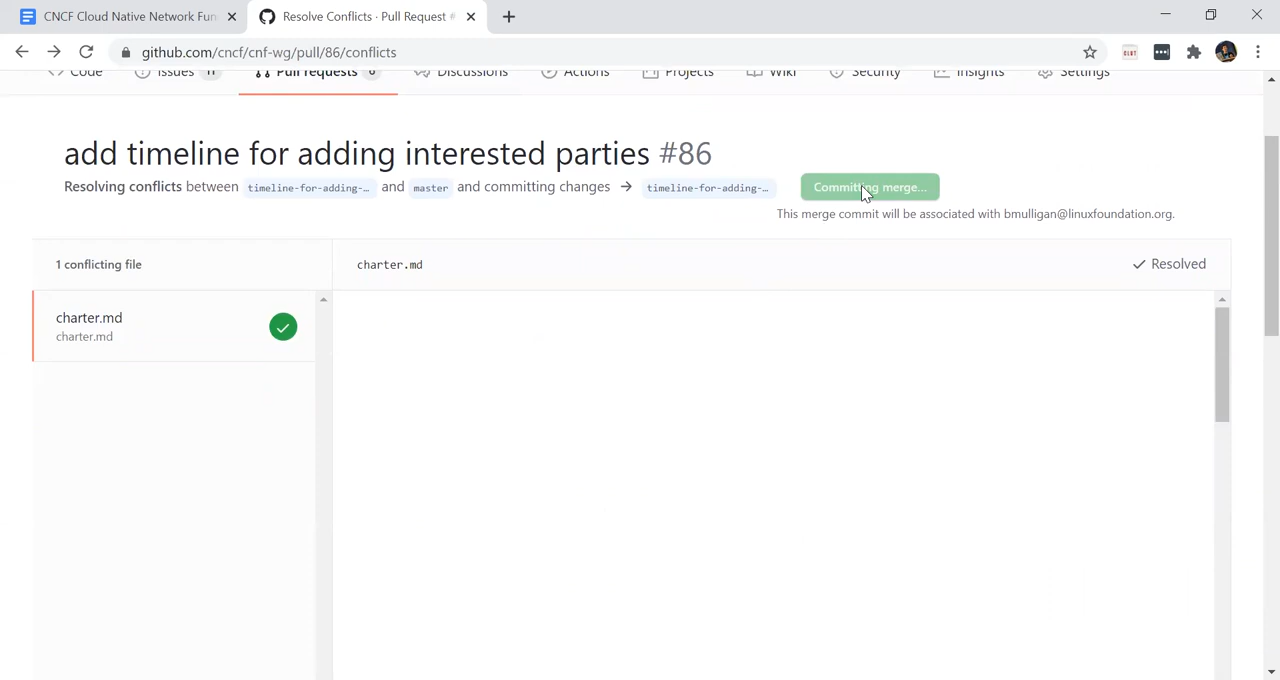 CNCF Cloud Native Network Fun
Resolve Conflicts · Pull Request #
github.com/cncf/cnf-wg/pull/86/conflicts
Code Issues 11 Pull requests 6 Discussions Actions Projects Wiki Security Insights Settings
add timeline for adding interested parties #86
Resolving conflicts between timeline-for-adding-… and master and committing changes → timeline-for-adding-…
Committing merge...
This merge commit will be associated with bmulligan@linuxfoundation.org.
1 conflicting file
charter.md
Resolved
charter.md
charter.md